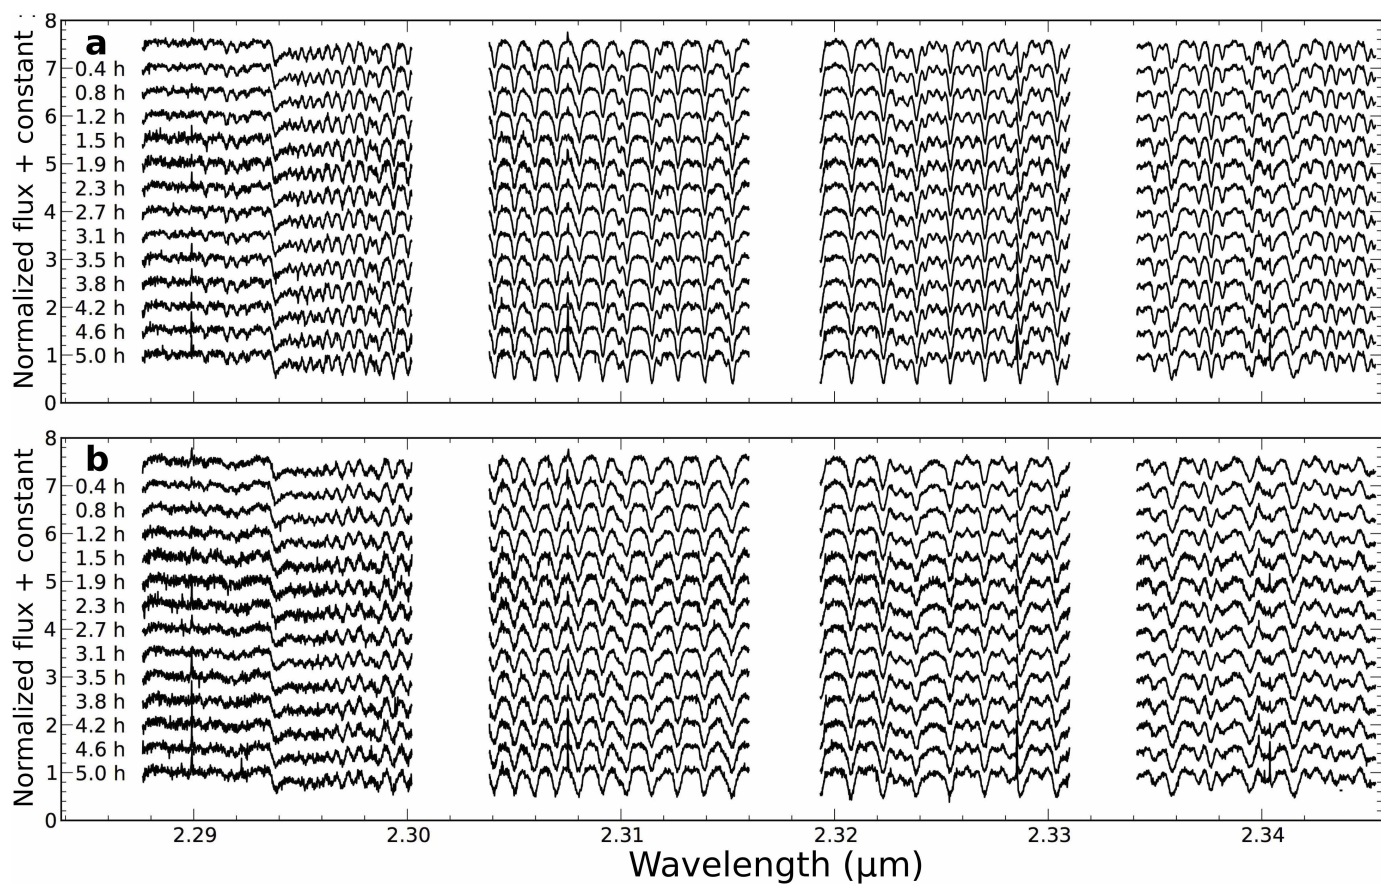 8
a
7
0.4 h
0.8 h
6
1.2 h
1.5 h
5
1.9 h
2.3 h
4
2.7 h
3.1 h
3
3.5 h
3.8 h
2
4.2 h
4.6 h
1
5.0 h
0
Normalized flux + constant
8
b
7
0.4 h
0.8 h
6
1.2 h
1.5 h
5
1.9 h
2.3 h
4
2.7 h
3.1 h
3
3.5 h
3.8 h
2
4.2 h
4.6 h
1
5.0 h
0
Normalized flux + constant
2.29 2.30 2.31 2.32 2.33 2.34
Wavelength (μm)